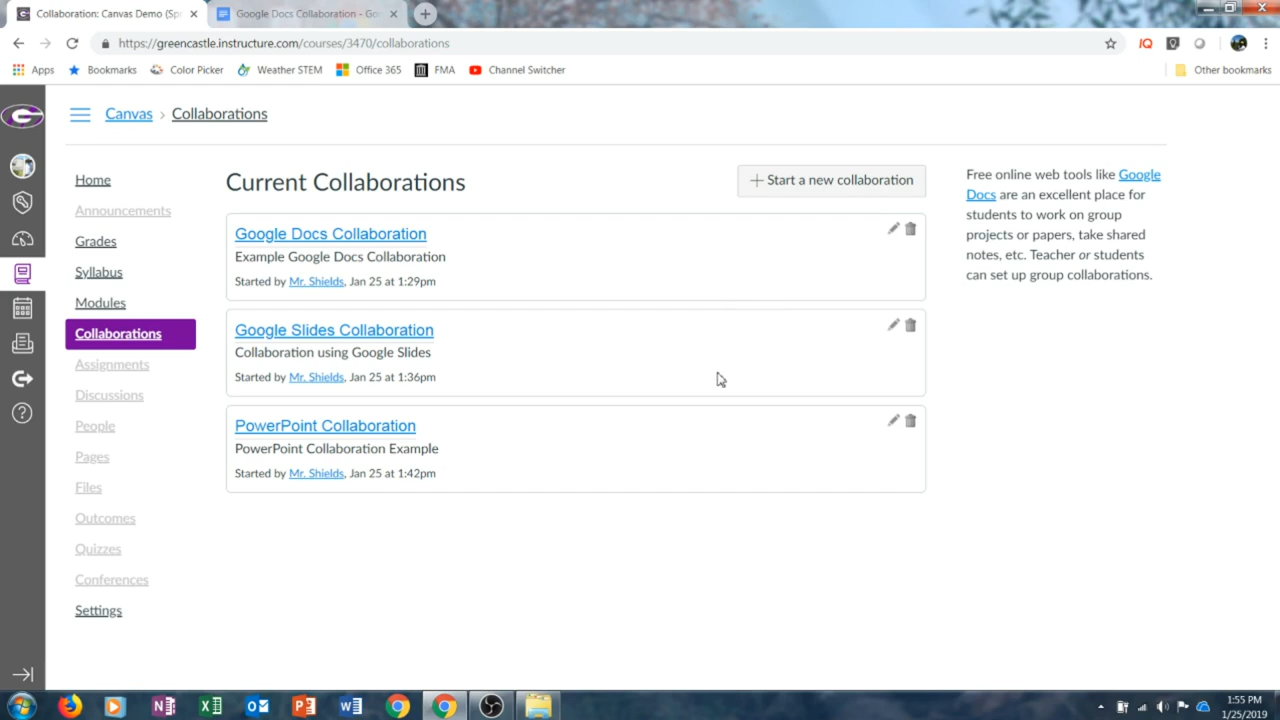 Collaboration: Canvas Demo (Sp
Google Docs Collaboration - Go
https://greencastle.instructure.com/courses/3470/collaborations
Apps
Bookmarks
Color Picker
Weather STEM
Office 365
FMA
Channel Switcher
Other bookmarks
Canvas › Collaborations
Home
Announcements
Grades
Syllabus
Modules
Collaborations
Assignments
Discussions
People
Pages
Files
Outcomes
Quizzes
Conferences
Settings
Current Collaborations
+ Start a new collaboration
Google Docs Collaboration
Example Google Docs Collaboration
Started by Mr. Shields, Jan 25 at 1:29pm
Google Slides Collaboration
Collaboration using Google Slides
Started by Mr. Shields, Jan 25 at 1:36pm
PowerPoint Collaboration
PowerPoint Collaboration Example
Started by Mr. Shields, Jan 25 at 1:42pm
Free online web tools like Google
Docs are an excellent place for
students to work on group
projects or papers, take shared
notes, etc. Teacher or students
can set up group collaborations.
1:55 PM
1/25/2019